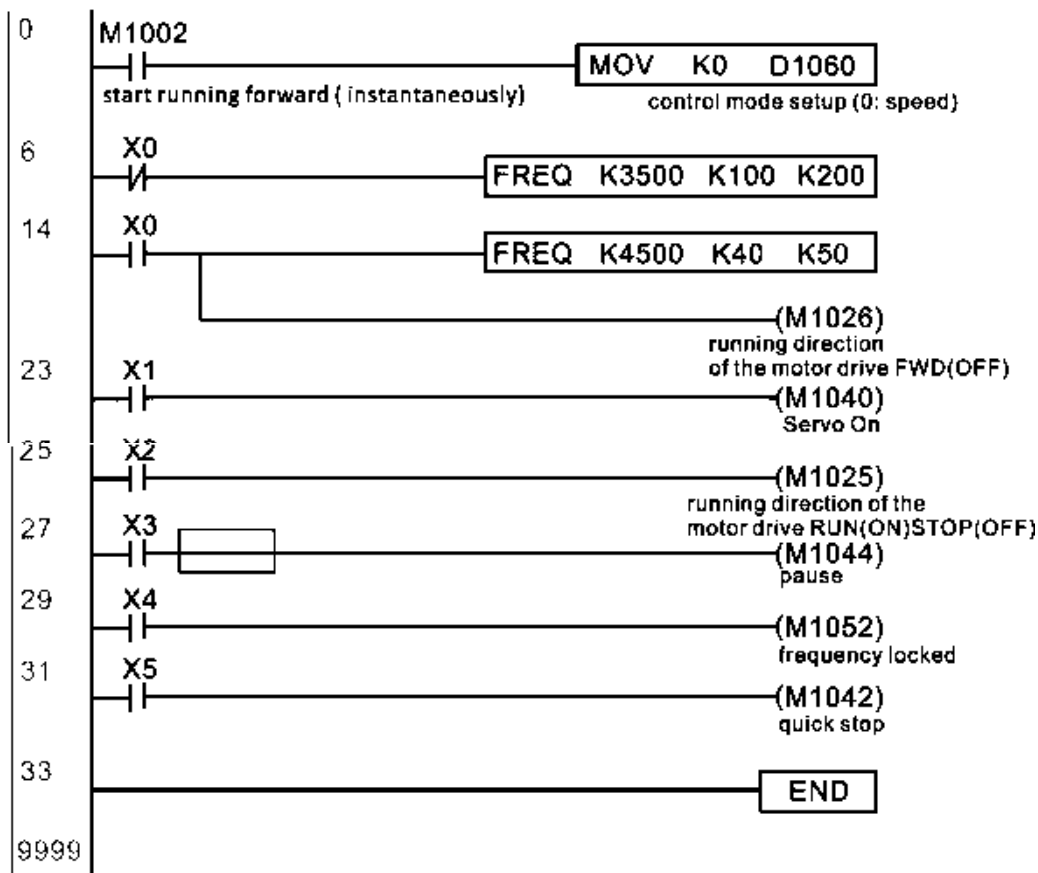 0
M1002
MOV K0 D1060
start running forward ( instantaneously)
control mode setup (0: speed)
6
X0
FREQ K3500 K100 K200
14
X0
FREQ K4500 K40 K50
(M1026)
running direction
of the motor drive FWD(OFF)
23
X1
(M1040)
Servo On
25
X2
(M1025)
running direction of the
motor drive RUN(ON)STOP(OFF)
27
X3
(M1044)
pause
29
X4
(M1052)
frequency locked
31
X5
(M1042)
quick stop
33
END
9999